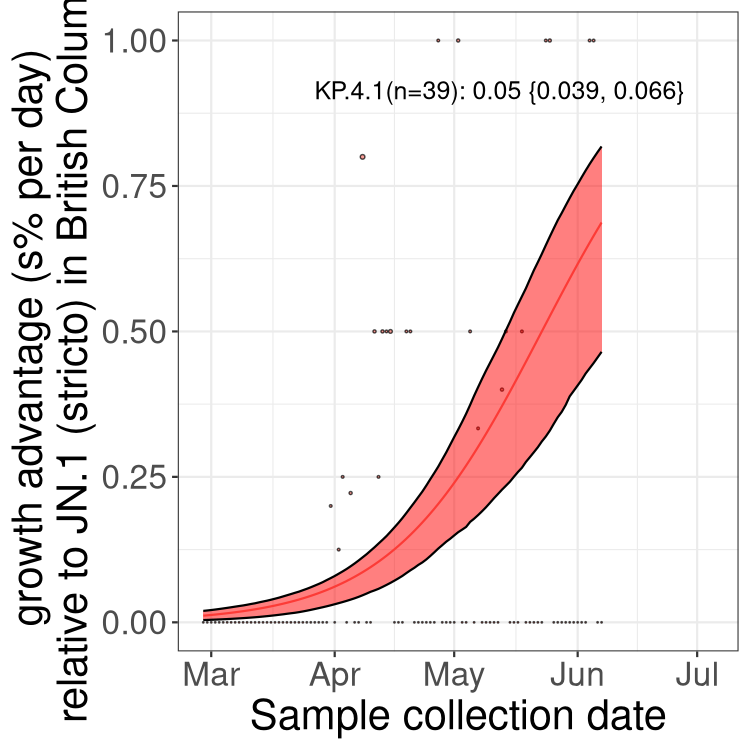 growth advantage (s% per day)
relative to JN.1 (stricto) in British Colum
1.00
0.75
0.50
0.25
0.00
KP.4.1(n=39): 0.05 {0.039, 0.066}
Mar Apr May Jun Jul
Sample collection date